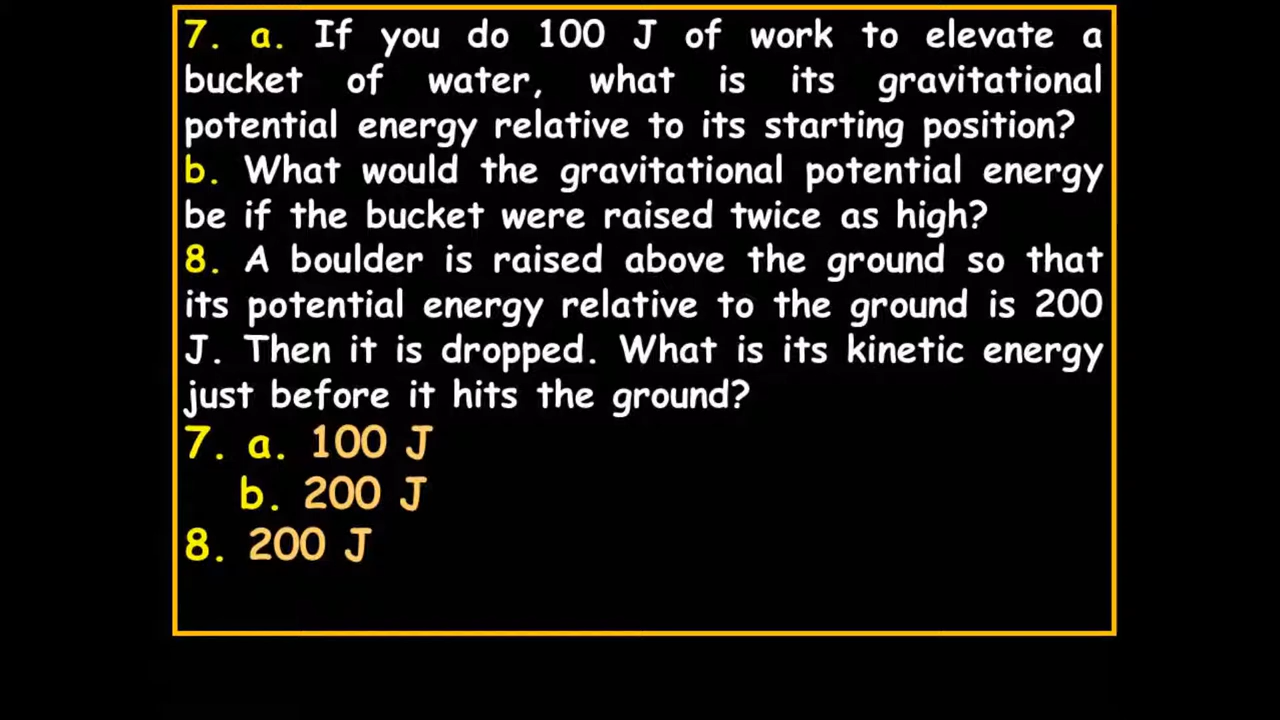 7. a. If you do 100 J of work to elevate a
bucket of water, what is its gravitational
potential energy relative to its starting position?
b. What would the gravitational potential energy
be if the bucket were raised twice as high?
8. A boulder is raised above the ground so that
its potential energy relative to the ground is 200
J. Then it is dropped. What is its kinetic energy
just before it hits the ground?
7. a. 100 J
b. 200 J
8. 200 J